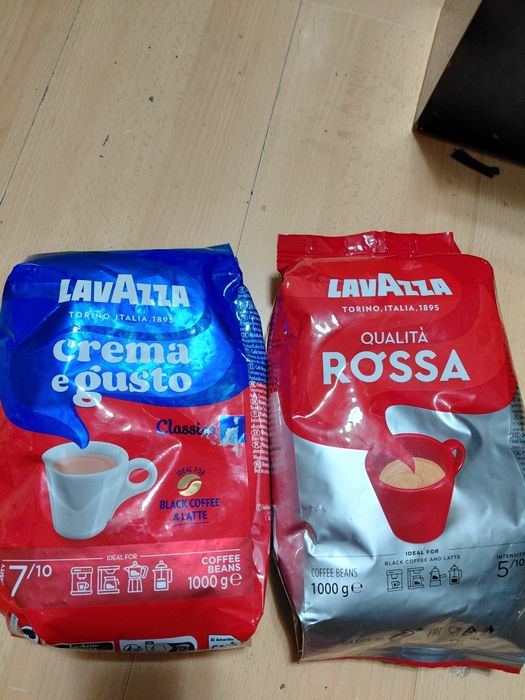 LAVAZZA
TORINO, ITALIA, 1895
crema
e gusto
Classico
IDEAL FOR
BLACK COFFEE
& LATTE
7/10
IDEAL FOR
COFFEE
BEANS
1000 g e
LAVAZZA
TORINO, ITALIA, 1895
QUALITÀ
ROSSA
IDEAL FOR
BLACK COFFEE AND LATTE
COFFEE BEANS
1000 g e
INTENSITY
5/10